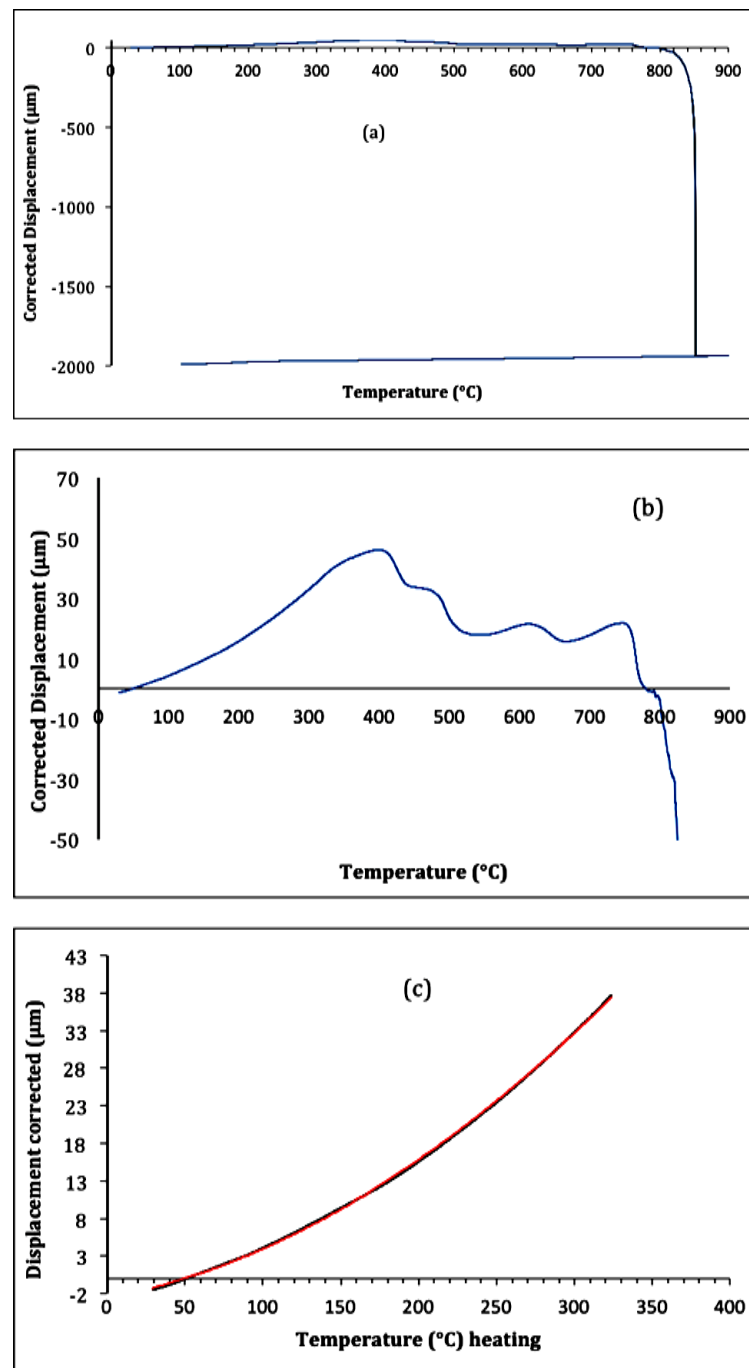 0
0 100 200 300 400 500 600 700 800 900
(a)
-500
-1000
-1500
-2000
Corrected Displacement (µm)
Temperature (°C)
70
(b)
50
30
10
0 100 200 300 400 500 600 700 800 900
-10
-30
-50
Corrected Displacement (µm)
Temperature (°C)
43
(c)
38
33
28
23
18
13
8
3
-2
0 50 100 150 200 250 300 350 400
Displacement corrected (µm)
Temperature (°C) heating